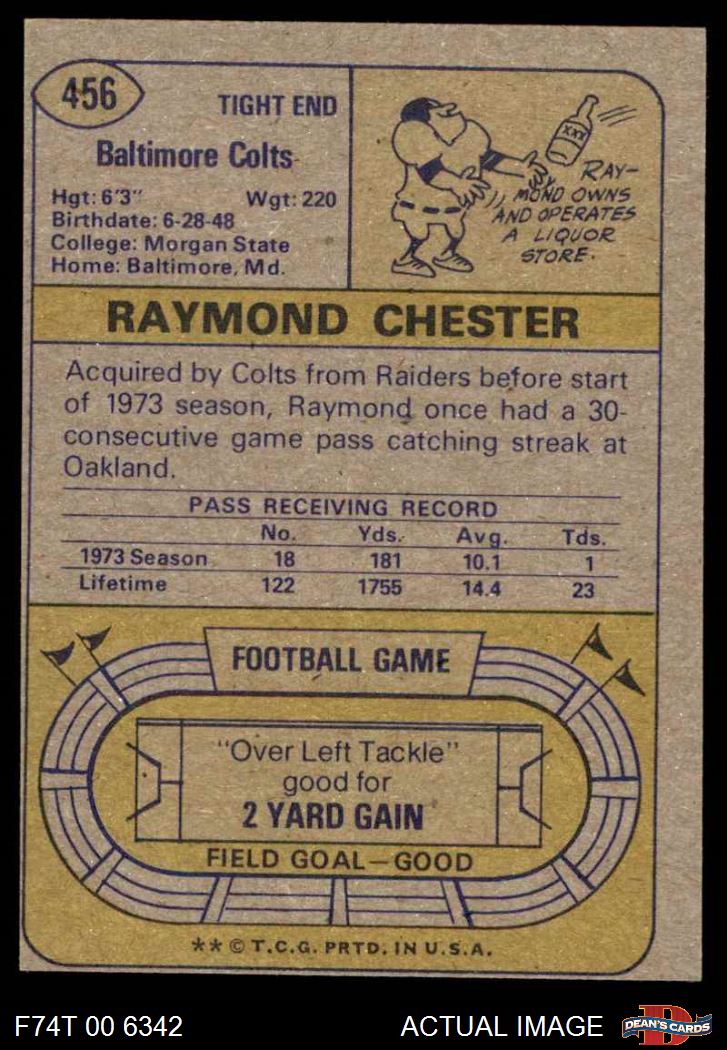 456
TIGHT END
Baltimore Colts
Hgt: 6'3" Wgt: 220
Birthdate: 6-28-48
College: Morgan State
Home: Baltimore, Md.
XXX
RAY-
MOND OWNS
AND OPERATES
A LIQUOR
STORE.
RAYMOND CHESTER
Acquired by Colts from Raiders before start
of 1973 season, Raymond once had a 30-
consecutive game pass catching streak at
Oakland.
PASS RECEIVING RECORD
No. Yds. Avg. Tds.
1973 Season 18 181 10.1 1
Lifetime 122 1755 14.4 23
FOOTBALL GAME
"Over Left Tackle"
good for
2 YARD GAIN
FIELD GOAL—GOOD
** © T.C.G. PRTD. IN U.S.A.
F74T 00 6342 ACTUAL IMAGE
D
DEAN'S CARDS